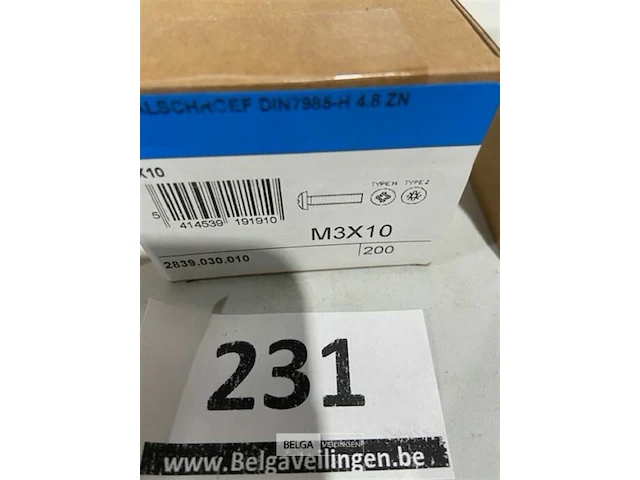 ALSCHROEF DIN7985-H 4.8 ZN
X10
TYPE H TYPE Z
5 414539 191910
M3X10
2839.030.010
200
231
BELGA VEILINGEN
www.Belgaveilingen.be